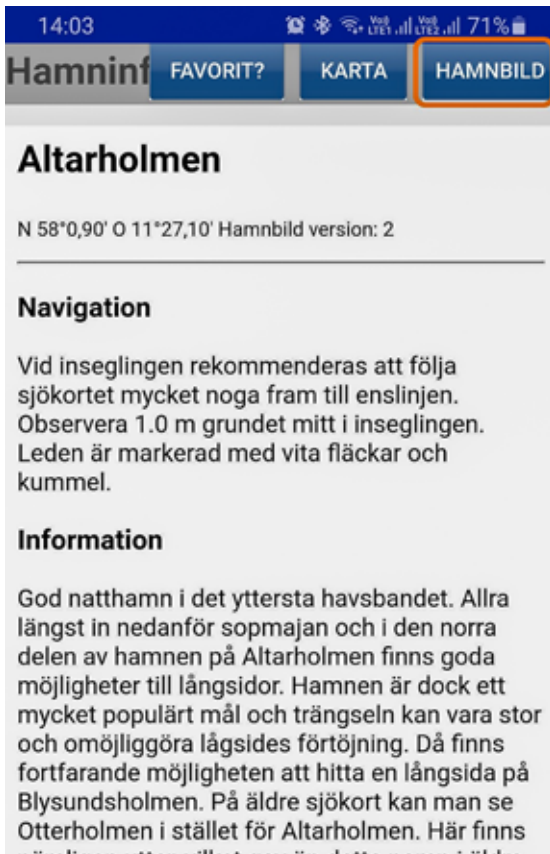 14:03 71%
Hamninf FAVORIT? KARTA HAMNBILD
Altarholmen
N 58°0,90' O 11°27,10' Hamnbild version: 2
Navigation
Vid inseglingen rekommenderas att följa
sjökortet mycket noga fram till enslinjen.
Observera 1.0 m grundet mitt i inseglingen.
Leden är markerad med vita fläckar och
kummel.
Information
God natthamn i det yttersta havsbandet. Allra
längst in nedanför sopmajan och i den norra
delen av hamnen på Altarholmen finns goda
möjligheter till långsidor. Hamnen är dock ett
mycket populärt mål och trängseln kan vara stor
och omöjliggöra lågsides förtöjning. Då finns
fortfarande möjligheten att hitta en långsida på
Blysundsholmen. På äldre sjökort kan man se
Otterholmen i stället för Altarholmen. Här finns